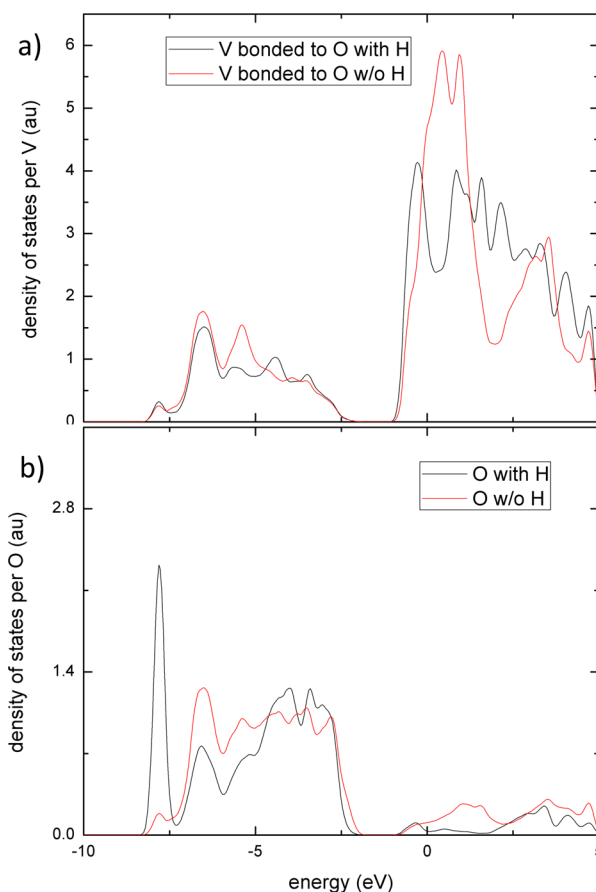 a)
V bonded to O with H
V bonded to O w/o H
density of states per V (au)
6
5
4
3
2
1
0
b)
O with H
O w/o H
density of states per O (au)
2.8
1.4
0.0
-10
-5
0
5
energy (eV)